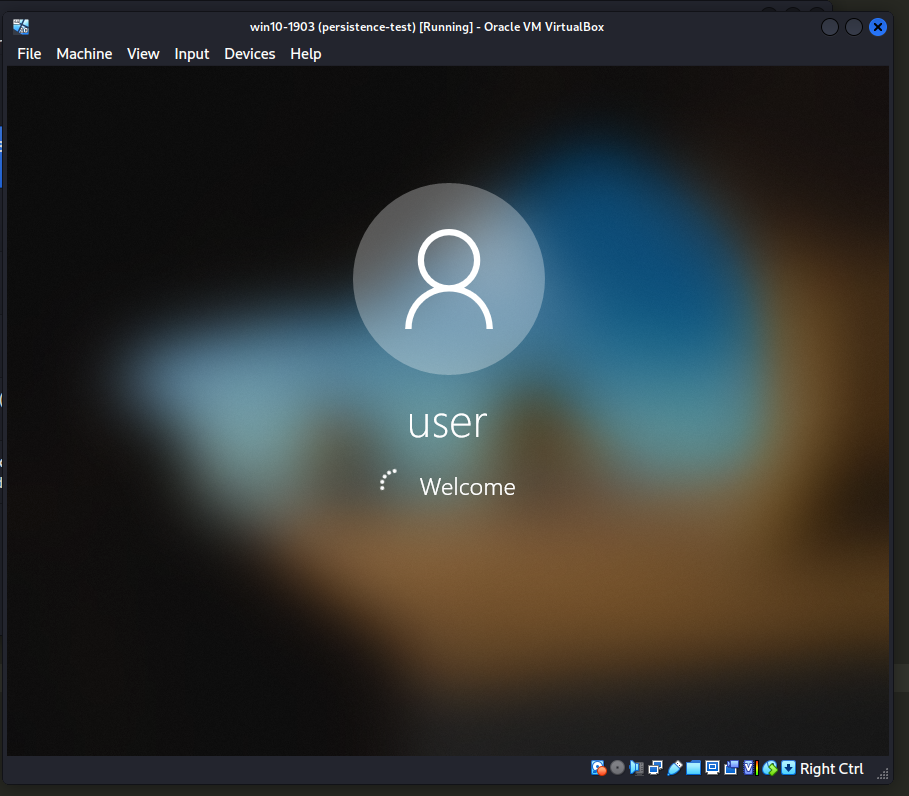 win10-1903 (persistence-test) [Running] - Oracle VM VirtualBox
File Machine View Input Devices Help
user
Welcome
Right Ctrl